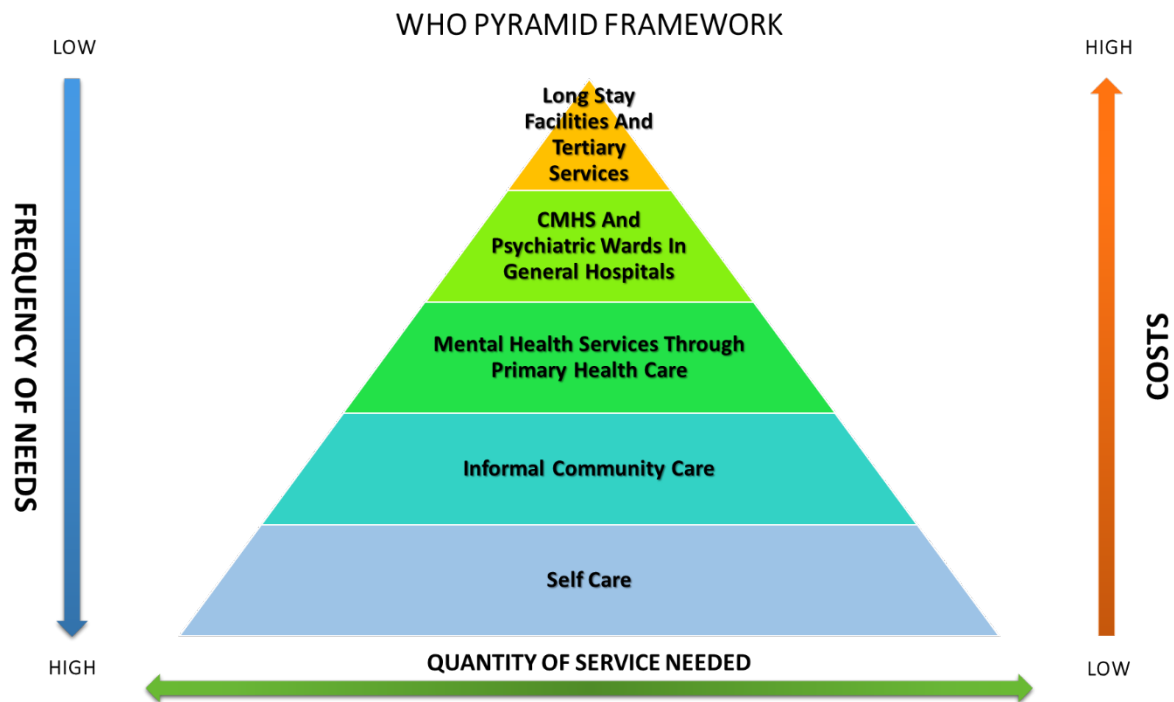 WHO PYRAMID FRAMEWORK
LOW
HIGH
Long Stay
Facilities And
Tertiary
Services
CMHS And
Psychiatric Wards In
General Hospitals
Mental Health Services Through
Primary Health Care
Informal Community Care
Self Care
FREQUENCY OF NEEDS
COSTS
HIGH
QUANTITY OF SERVICE NEEDED
LOW